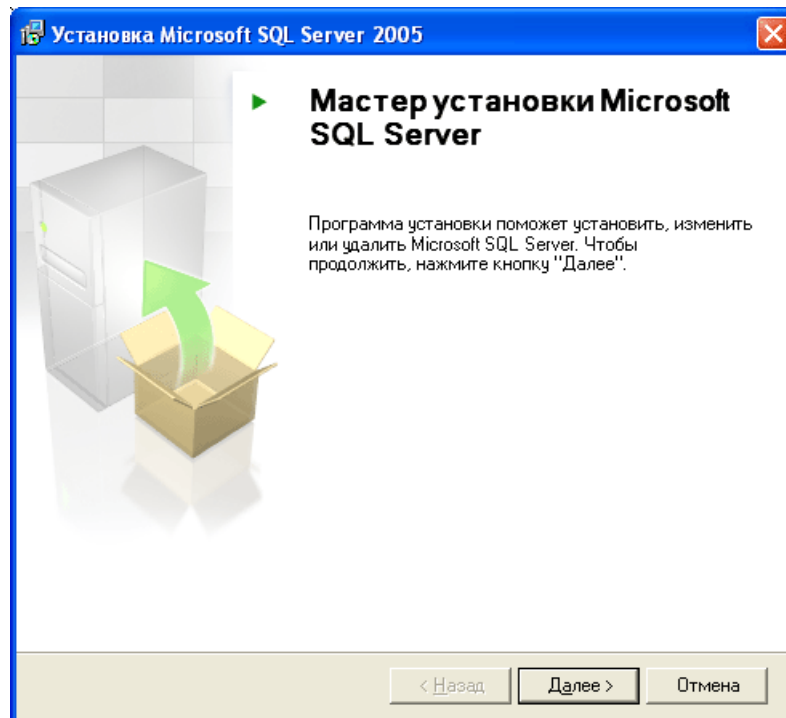 Установка Microsoft SQL Server 2005
Мастер установки Microsoft
SQL Server
Программа установки поможет установить, изменить
или удалить Microsoft SQL Server. Чтобы
продолжить, нажмите кнопку "Далее".
< Назад
Далее >
Отмена